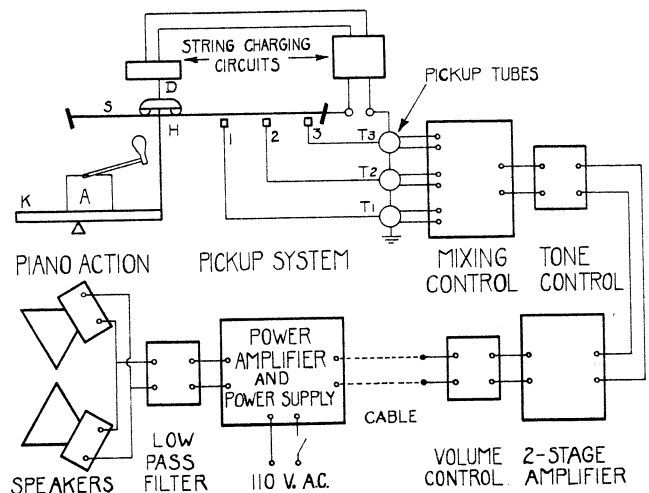 STRING CHARGING
CIRCUITS
PICKUP TUBES
D
S
H
1
2
3
T3
T2
T1
K
A
PIANO ACTION
PICKUP SYSTEM
MIXING
CONTROL
TONE
CONTROL
POWER
AMPLIFIER
AND
POWER SUPPLY
CABLE
LOW
PASS
FILTER
SPEAKERS
110 V. A.C.
VOLUME
CONTROL
2-STAGE
AMPLIFIER